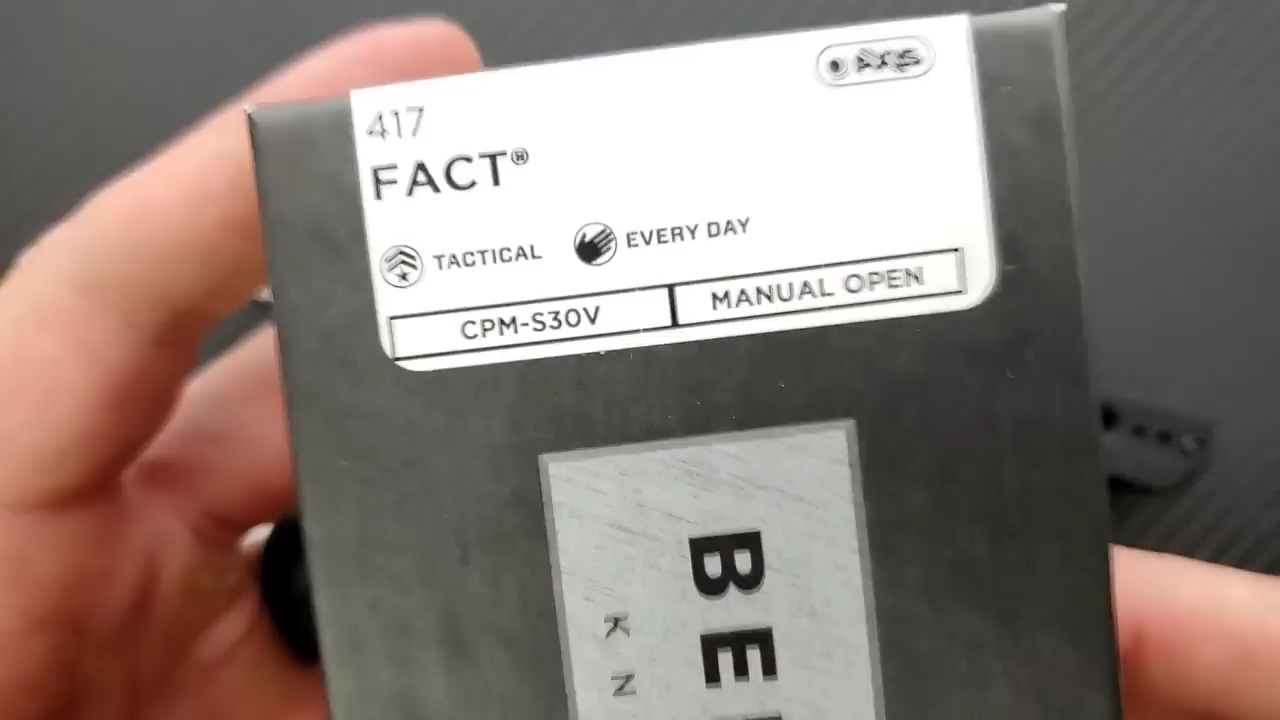 417
AXIS
FACT®
TACTICAL
EVERY DAY
CPM-S30V
MANUAL OPEN
BE
KN